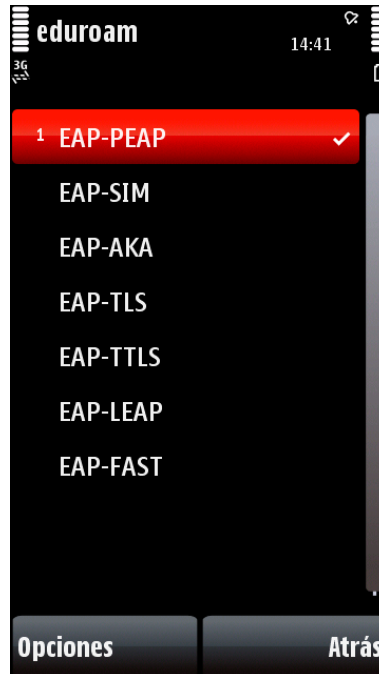 eduroam
14:41
3G
1 EAP-PEAP
EAP-SIM
EAP-AKA
EAP-TLS
EAP-TTLS
EAP-LEAP
EAP-FAST
Opciones Atrás